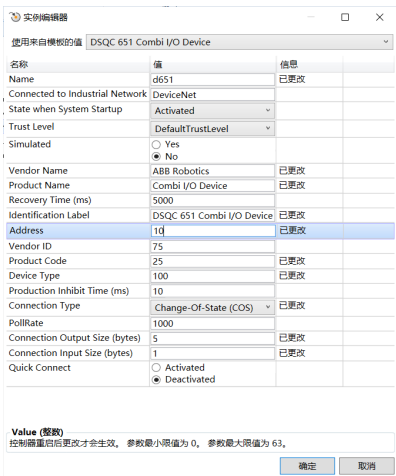 实例编辑器
使用来自模板的值 DSQC 651 Combi I/O Device
名称 值 信息
Name d651 已更改
Connected to Industrial Network DeviceNet
State when System Startup Activated
Trust Level DefaultTrustLevel
Simulated Yes
No
Vendor Name ABB Robotics 已更改
Product Name Combi I/O Device 已更改
Recovery Time (ms) 5000
Identification Label DSQC 651 Combi I/O Device 已更改
Address 10 已更改
Vendor ID 75
Product Code 25 已更改
Device Type 100 已更改
Production Inhibit Time (ms) 10
Connection Type Change-Of-State (COS) 已更改
PollRate 1000
Connection Output Size (bytes) 5 已更改
Connection Input Size (bytes) 1 已更改
Quick Connect Activated
Deactivated
Value (整数)
控制器重启后更改才会生效。 参数最小限值为 0。 参数最大限值为 63。
确定 取消